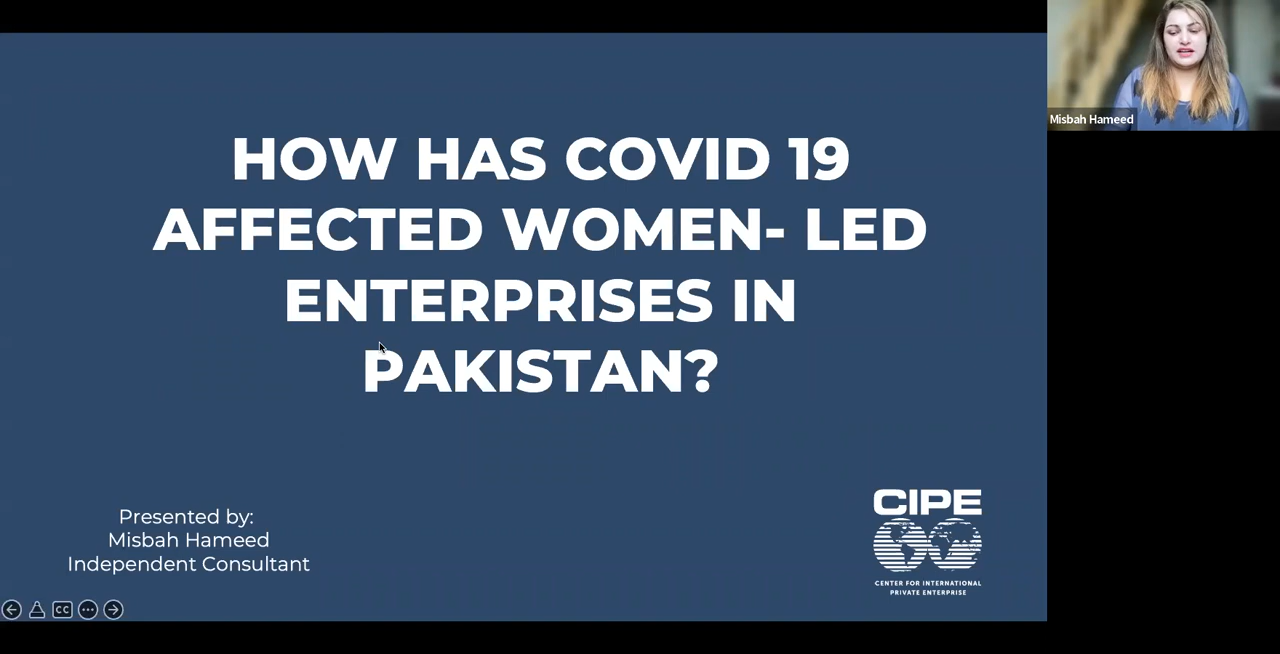 HOW HAS COVID 19
AFFECTED WOMEN- LED
ENTERPRISES IN
PAKISTAN?
Presented by:
Misbah Hameed
Independent Consultant
CIPE
CENTER FOR INTERNATIONAL
PRIVATE ENTERPRISE
CC
Misbah Hameed